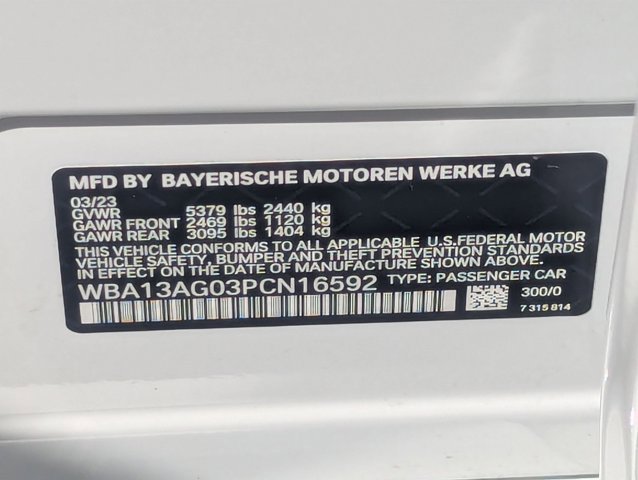 MFD BY BAYERISCHE MOTOREN WERKE AG
03/23
GVWR 5379 lbs 2440 kg
GAWR FRONT 2469 lbs 1120 kg
GAWR REAR 3095 lbs 1404 kg
THIS VEHICLE CONFORMS TO ALL APPLICABLE U.S.FEDERAL MOTOR
VEHICLE SAFETY, BUMPER AND THEFT PREVENTION STANDARDS
IN EFFECT ON THE DATE OF MANUFACTURE SHOWN ABOVE.
WBA13AG03PCN16592 TYPE: PASSENGER CAR
300/0
7 315 814